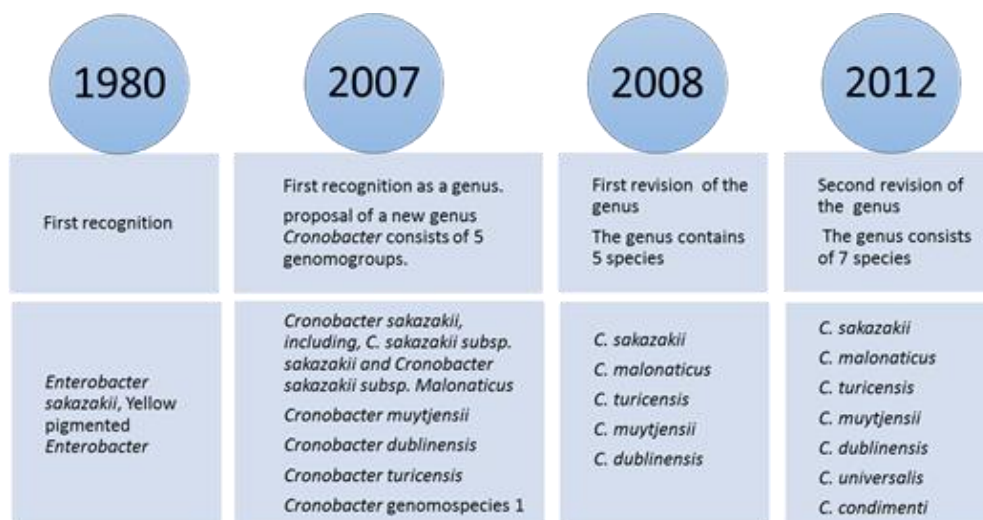 1980
2007
2008
2012
First recognition
First recognition as a genus.
proposal of a new genus
Cronobacter consists of 5
genomogroups.
First revision of the
genus
The genus contains
5 species
Second revision of
the genus
The genus consists
of 7 species
Enterobacter
sakazakii, Yellow
pigmented
Enterobacter
Cronobacter sakazakii,
including, C. sakazakii subsp.
sakazakii and Cronobacter
sakazakii subsp. Malonaticus
Cronobacter muytjensii
Cronobacter dublinensis
Cronobacter turicensis
Cronobacter genomospecies 1
C. sakazakii
C. malonaticus
C. turicensis
C. muytjensii
C. dublinensis
C. sakazakii
C. malonaticus
C. turicensis
C. muytjensii
C. dublinensis
C. universalis
C. condimenti